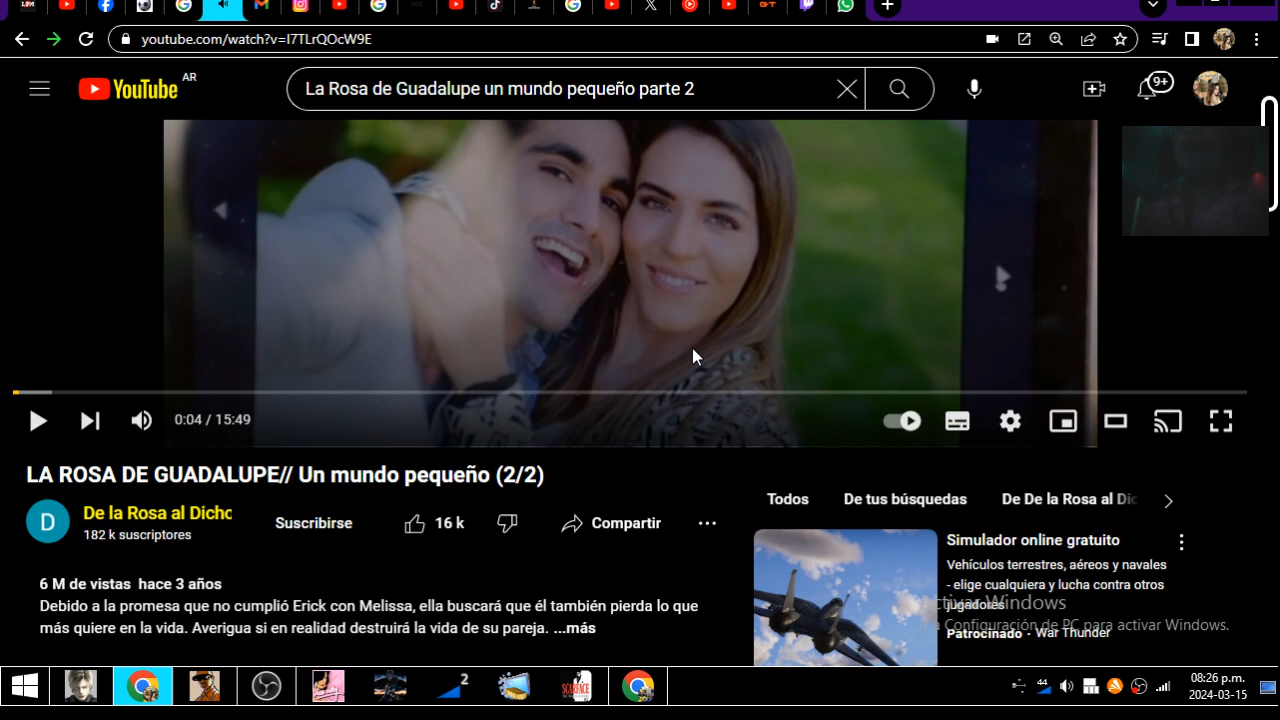 youtube.com/watch?v=I7TLrQOcW9E
YouTube AR
La Rosa de Guadalupe un mundo pequeño parte 2
9+
0:04 / 15:49
LA ROSA DE GUADALUPE// Un mundo pequeño (2/2)
D
De la Rosa al Dicho
182 k suscriptores
Suscribirse
16 k
Compartir
6 M de vistas hace 3 años
Debido a la promesa que no cumplió Erick con Melissa, ella buscará que él también pierda lo que
más quiere en la vida. Averigua si en realidad destruirá la vida de su pareja. ...más
Todos
De tus búsquedas
De De la Rosa al Dic
Simulador online gratuito
Vehículos terrestres, aéreos y navales
- elige cualquiera y lucha contra otros
jugadores
Patrocinado · War Thunder
Windows
Configuración de PC para activar Windows.
2
SCARFACE
44
08:26 p.m.
2024-03-15